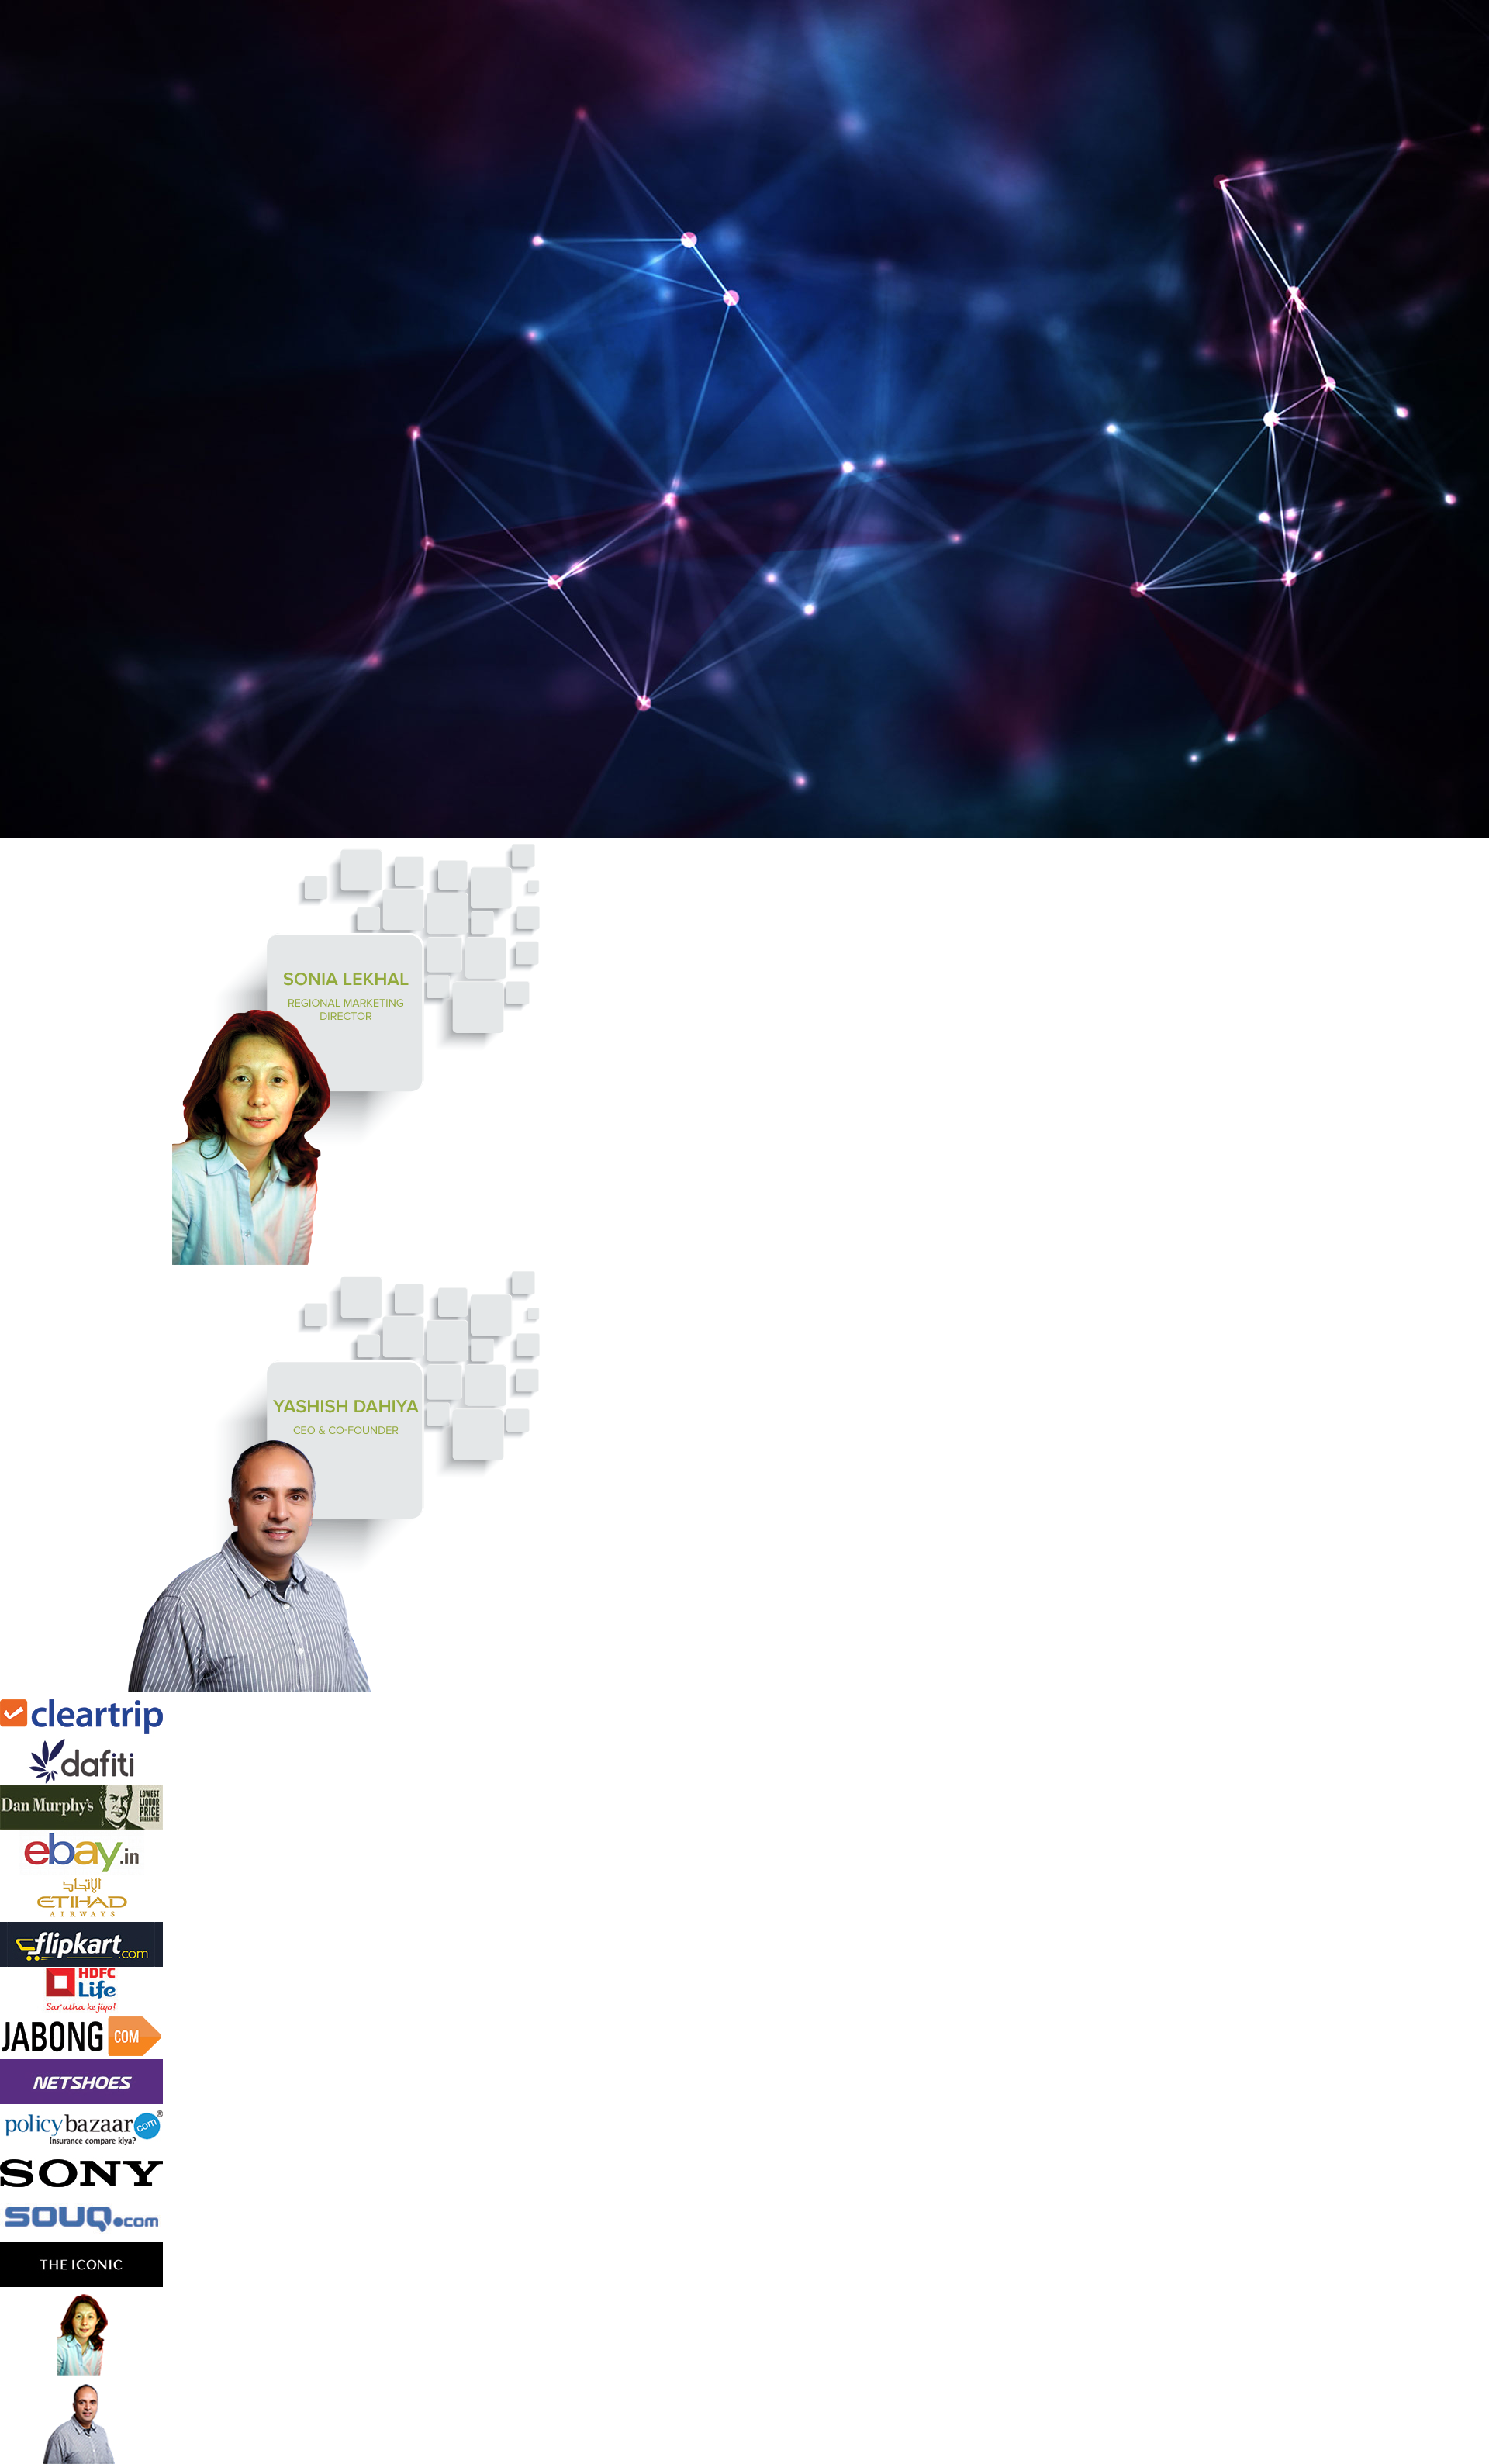 SONIA LEKHAL
REGIONAL MARKETING
DIRECTOR
YASHISH DAHIYA
CEO & CO-FOUNDER
cleartrip
dafiti
Dan Murphy's
LOWEST
LIQUOR
PRICE
GUARANTEE
ebay.in
الإتحاد
ETIHAD
AIRWAYS
flipkart.com
HDFC
Life
Sar utha ke jiyo!
JABONG COM
NETSHOES
policybazaar com ®
Insurance compare kiya?
SONY
souq.com
THE ICONIC